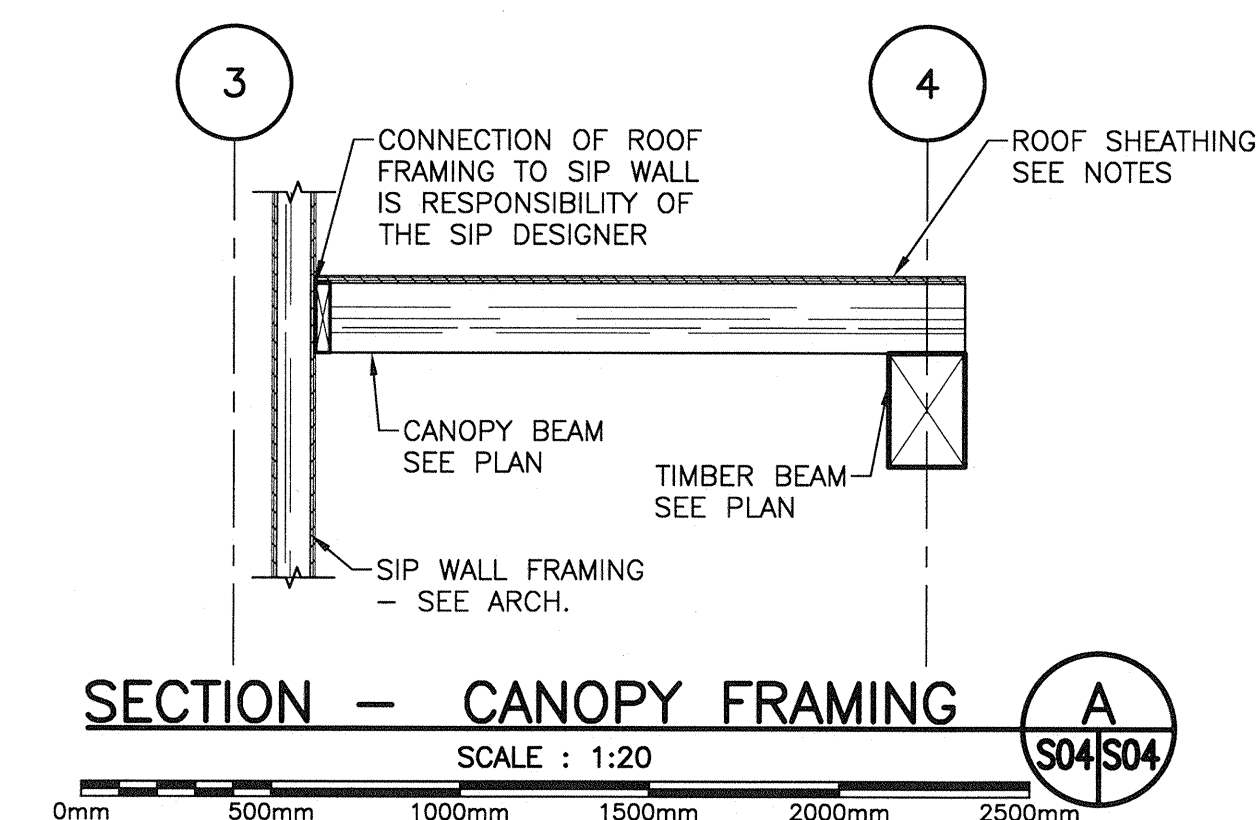 3
4
CONNECTION OF ROOF
FRAMING TO SIP WALL
IS RESPONSIBILITY OF
THE SIP DESIGNER
ROOF SHEATHING
SEE NOTES
CANOPY BEAM
SEE PLAN
TIMBER BEAM
SEE PLAN
SIP WALL FRAMING
- SEE ARCH.
SECTION - CANOPY FRAMING
A
S04 S04
SCALE : 1:20
0mm 500mm 1000mm 1500mm 2000mm 2500mm